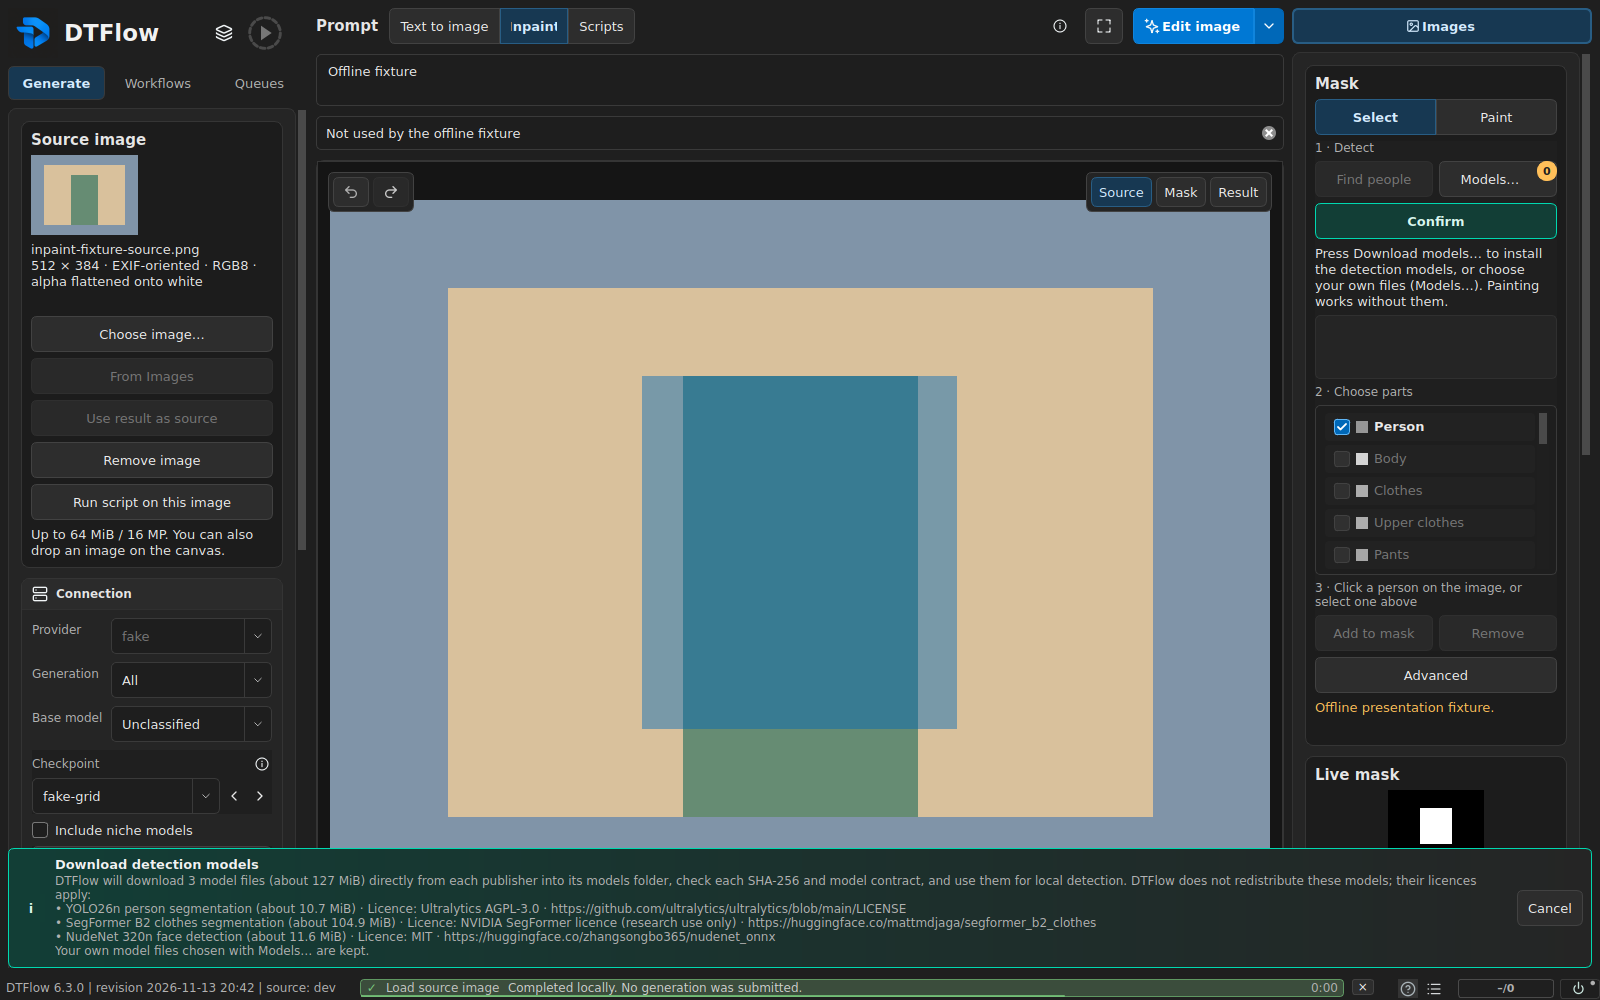 DTFlow
Generate
Workflows
Queues
Source image
inpaint-fixture-source.png
512 × 384 · EXIF-oriented · RGB8 ·
alpha flattened onto white
Choose image...
From Images
Use result as source
Remove image
Run script on this image
Up to 64 MiB / 16 MP. You can also
drop an image on the canvas.
Connection
Provider
fake
Generation
All
Base model
Unclassified
Checkpoint
fake-grid
Include niche models
Prompt
Text to image
Inpaint
Scripts
Edit image
Offline fixture
Not used by the offline fixture
Source
Mask
Result
Images
Mask
Select
Paint
1 · Detect
Find people
Models...
0
Confirm
Press Download models... to install
the detection models, or choose
your own files (Models...). Painting
works without them.
2 · Choose parts
Person
Body
Clothes
Upper clothes
Pants
3 · Click a person on the image, or
select one above
Add to mask
Remove
Advanced
Offline presentation fixture.
Live mask
Download detection models
DTFlow will download 3 model files (about 127 MiB) directly from each publisher into its models folder, check each SHA-256 and model contract, and use them for local detection. DTFlow does not redistribute these models; their licences
apply:
• YOLO26n person segmentation (about 10.7 MiB) · Licence: Ultralytics AGPL-3.0 · https://github.com/ultralytics/ultralytics/blob/main/LICENSE
• SegFormer B2 clothes segmentation (about 104.9 MiB) · Licence: NVIDIA SegFormer licence (research use only) · https://huggingface.co/mattmdjaga/segformer_b2_clothes
• NudeNet 320n face detection (about 11.6 MiB) · Licence: MIT · https://huggingface.co/zhangsongbo365/nudenet_onnx
Your own model files chosen with Models... are kept.
Cancel
DTFlow 6.3.0 | revision 2026-11-13 20:42 | source: dev
✓ Load source image Completed locally. No generation was submitted.
0:00
–/0